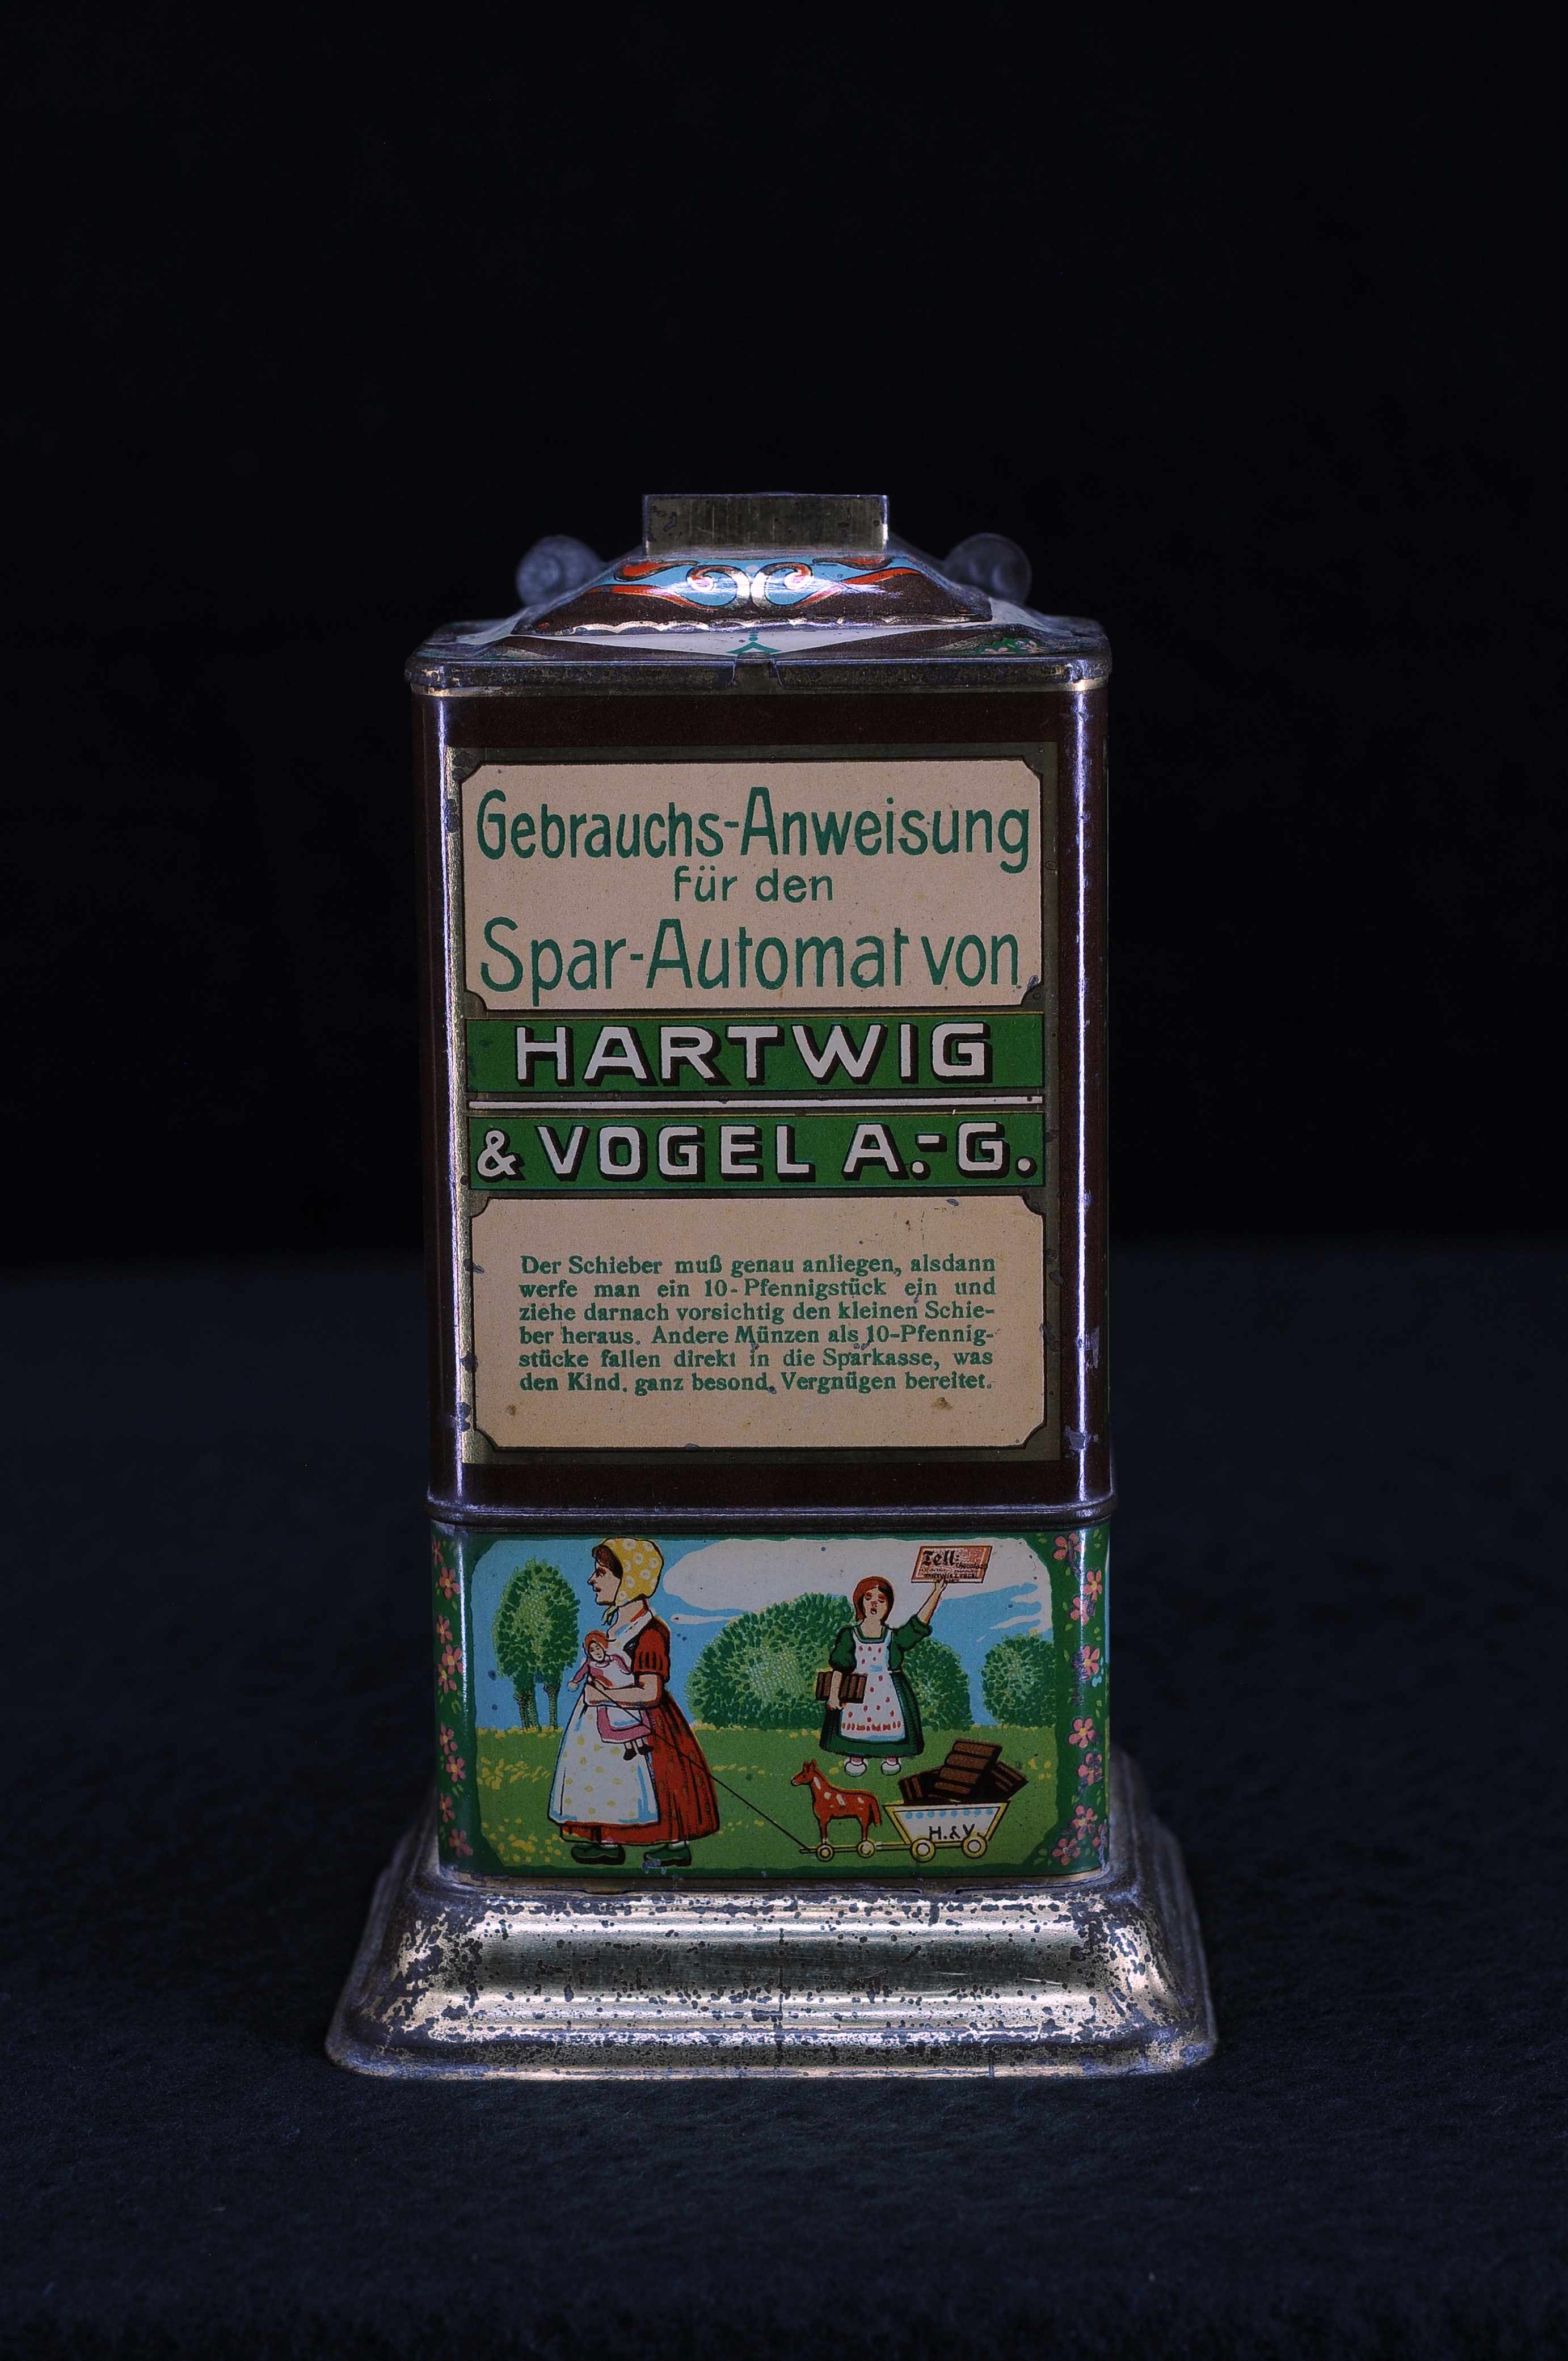 Gebrauchs-Anweisung
für den
Spar-Automat von
HARTWIG
& VOGEL A.-G.
Der Schieber muß genau anliegen, alsdann
werfe man ein 10-Pfennigstück ein und
ziehe darnach vorsichtig den kleinen Schie-
ber heraus. Andere Münzen als 10-Pfennig-
stücke fallen direkt in die Sparkasse, was
den Kind. ganz besond. Vergnügen bereitet.
Tell-
H. & V.